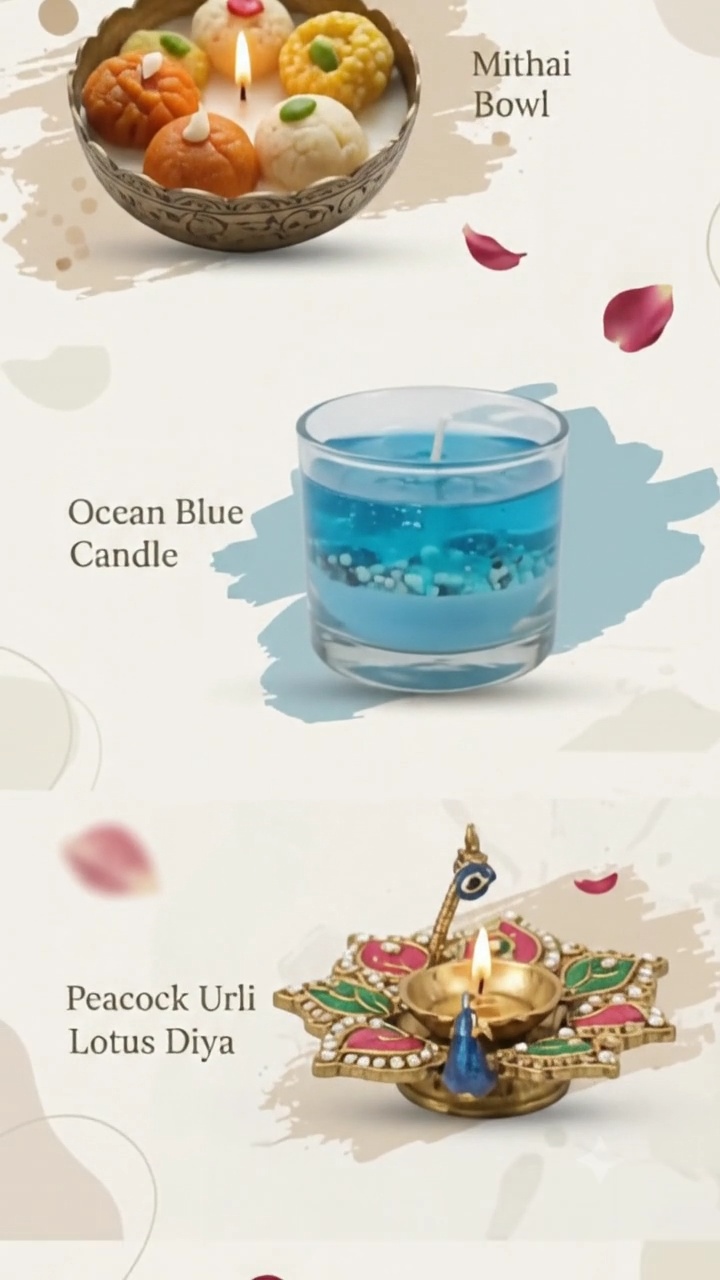 Mithai
Bowl
Ocean Blue
Candle
Peacock Urli
Lotus Diya